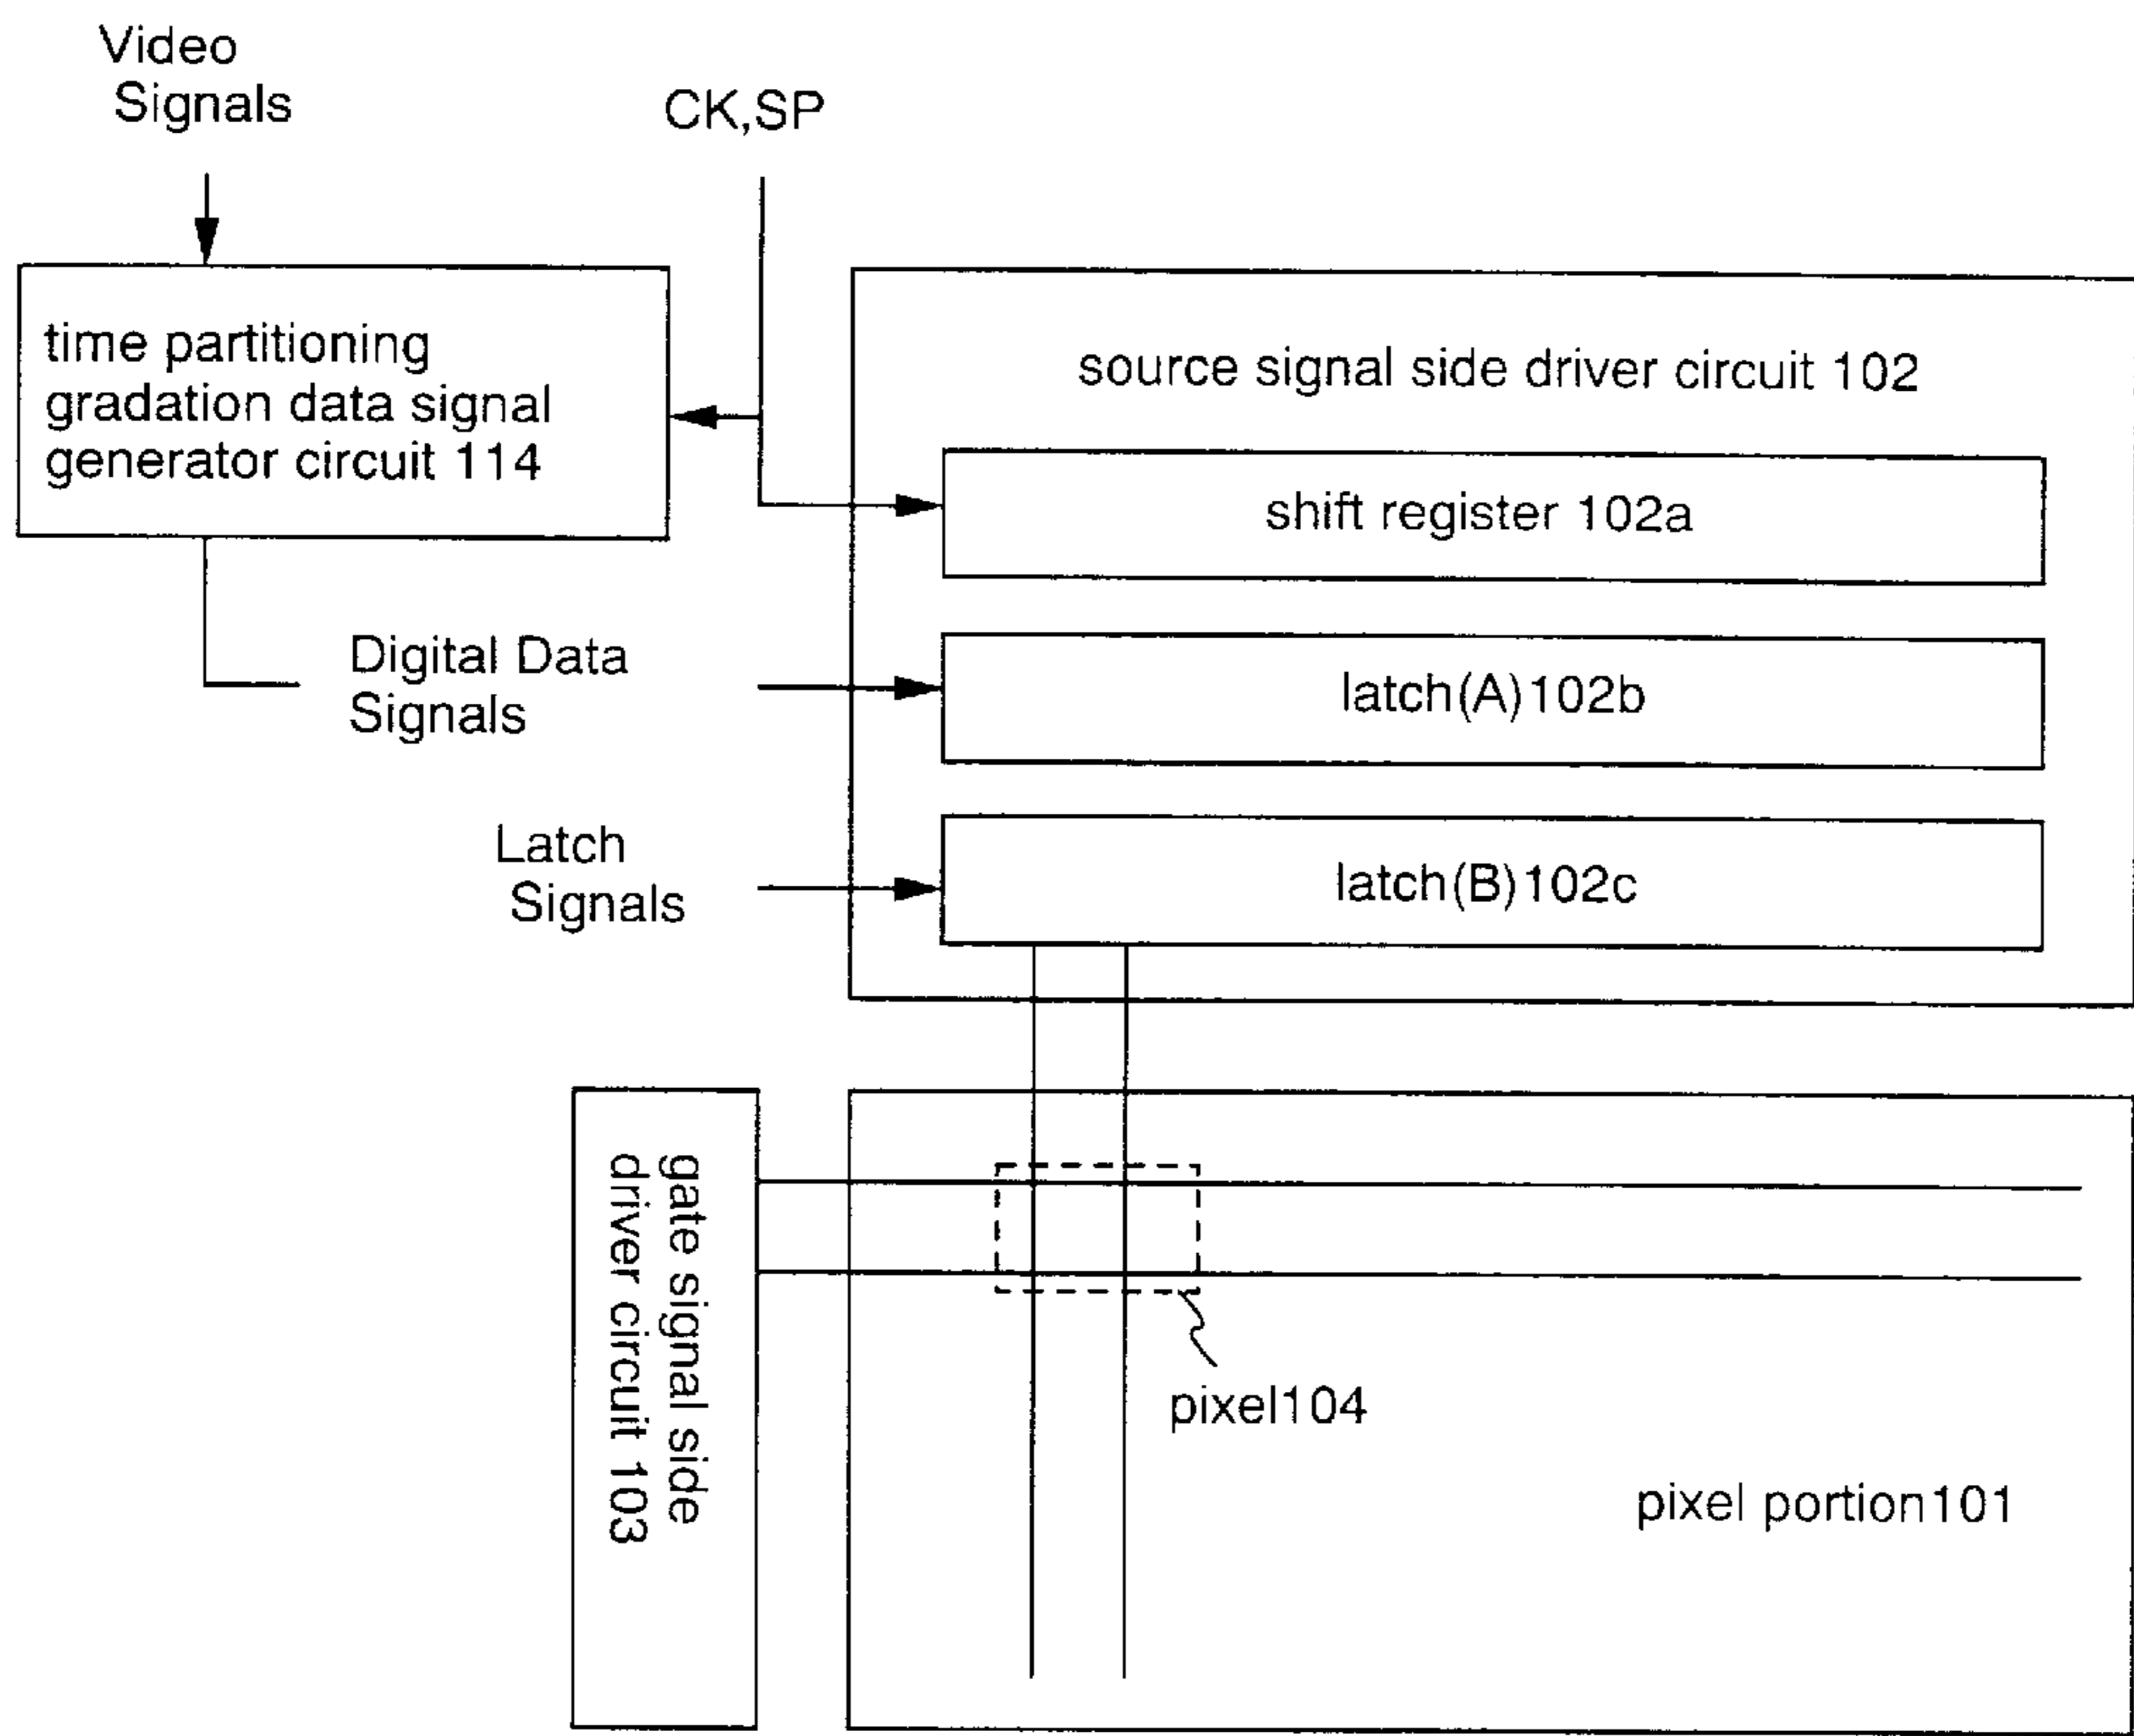 Video
Signals
CK,SP
time partitioning
gradation data signal
generator circuit 114
source signal side driver circuit 102
shift register 102a
Digital Data
Signals
latch(A)102b
Latch
Signals
latch(B)102c
gate signal side
driver circuit 103
pixel104
pixel portion101